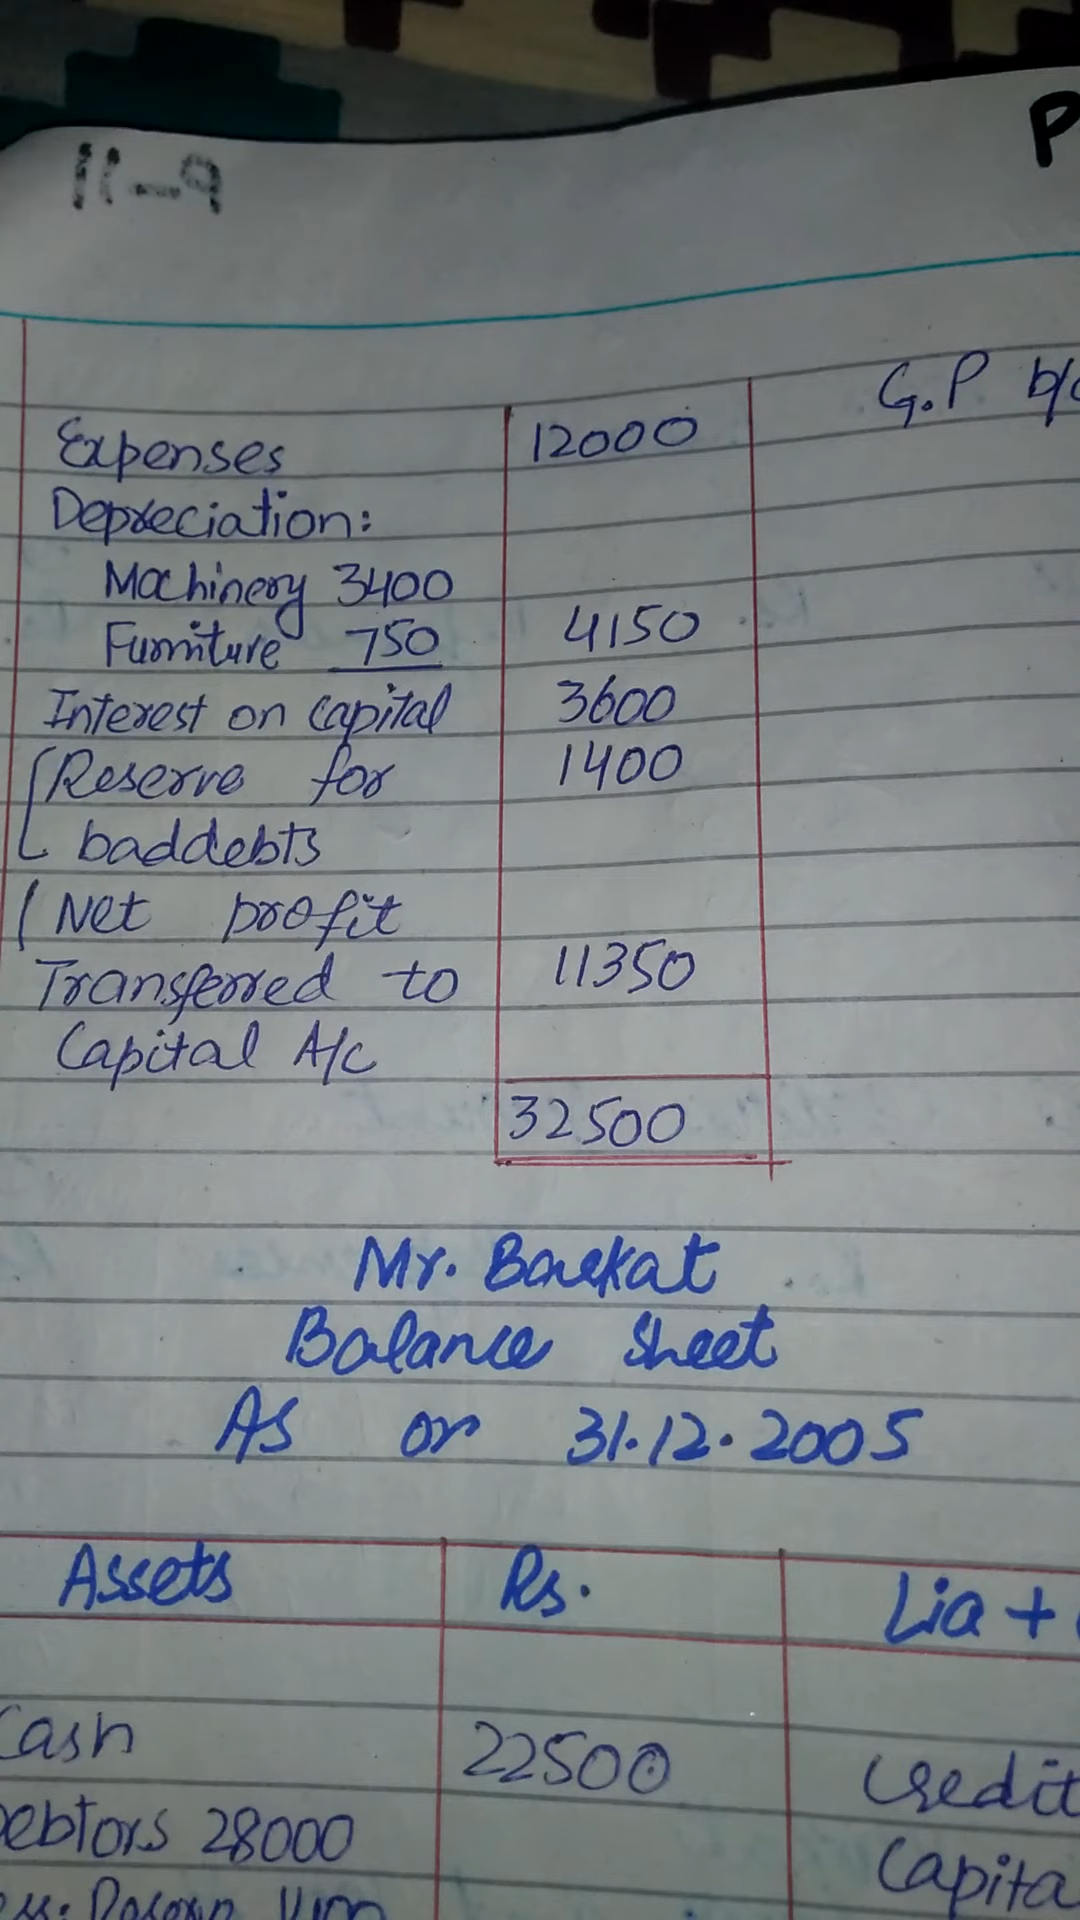 11-9
P
G.P b/
Expenses 12000
Depreciation:
Machinery 3400
Furniture 750 4150
Interest on Capital 3600
Reserve for 1400
baddebts
Net profit
Transferred to 11350
Capital A/c
32500
Mr. Barkat
Balance Sheet
As on 31.12.2005
Assets Rs. Lia +
Cash 22500 Credit
ebtors 28000 Capita